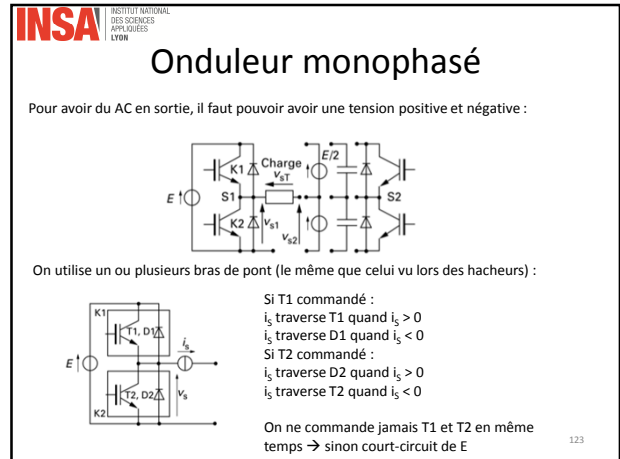 INSA
INSTITUT NATIONAL
DES SCIENCES
APPLIQUÉES
LYON
Onduleur monophasé
Pour avoir du AC en sortie, il faut pouvoir avoir une tension positive et négative :
K1
Charge
vsT
E/2
E
S1
S2
K2
vs1
vs2
On utilise un ou plusieurs bras de pont (le même que celui vu lors des hacheurs) :
K1
T1, D1
is
E
T2, D2
vs
K2
Si T1 commandé :
iS traverse T1 quand iS > 0
iS traverse D1 quand iS < 0
Si T2 commandé :
iS traverse D2 quand iS > 0
iS traverse T2 quand iS < 0
On ne commande jamais T1 et T2 en même
temps → sinon court-circuit de E
123